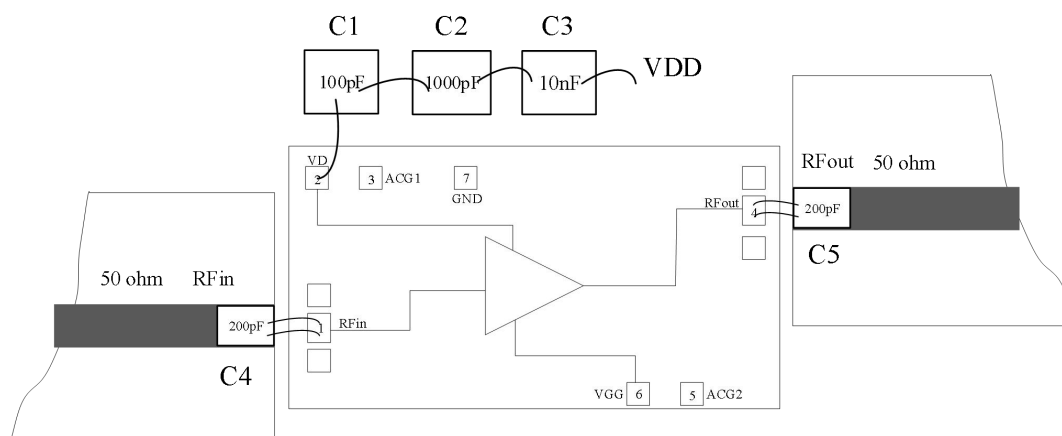 C1 C2 C3
100pF 1000pF 10nF VDD
VD
2 3 ACG1 7
GND
RFout 50 ohm
RFout 4 200pF
C5
50 ohm RFin
200pF 1 RFin
C4
VGG 6 5 ACG2